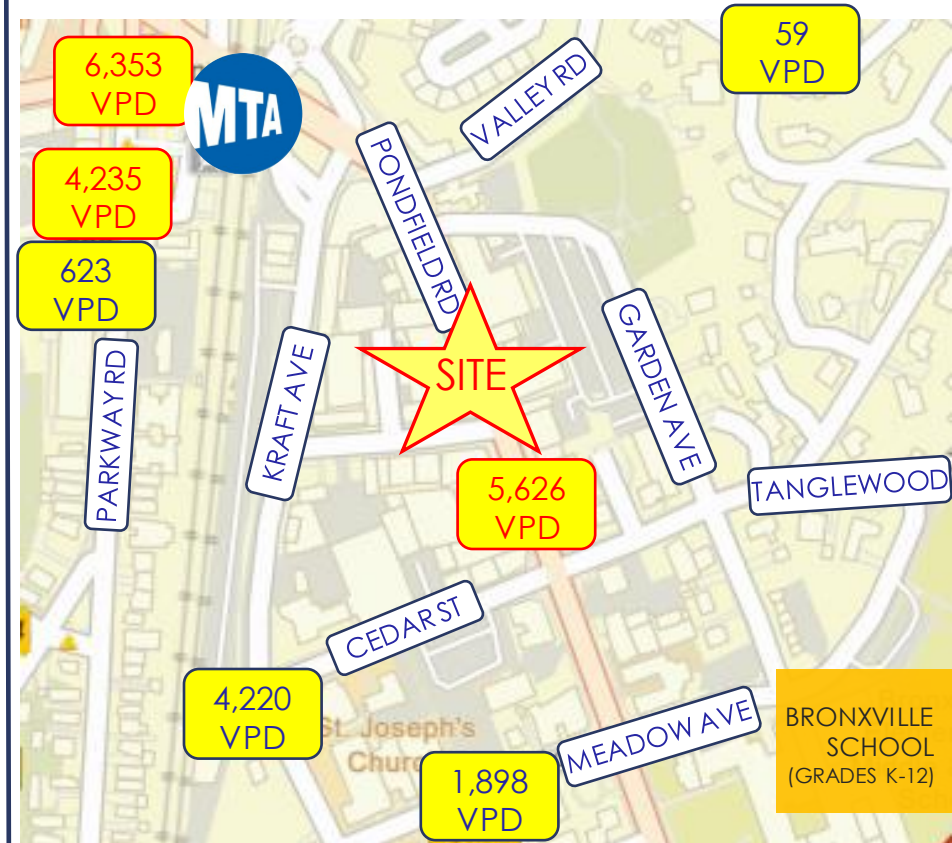 59
VPD
6,353
VPD
MTA
VALLEY RD
PONDFIELD RD
4,235
VPD
623
VPD
GARDEN AVE
KRAFT AVE
SITE
PARKWAY RD
5,626
VPD
TANGLEWOOD
CEDAR ST
4,220
VPD
St. Joseph's
Churc
MEADOW AVE
BRONXVILLE
SCHOOL
(GRADES K-12)
1,898
VPD